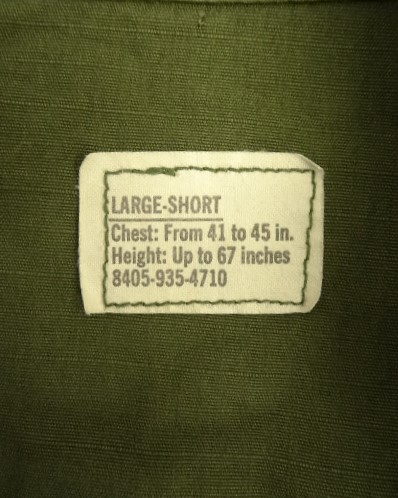 LARGE-SHORT
Chest: From 41 to 45 in.
Height: Up to 67 inches
8405-935-4710